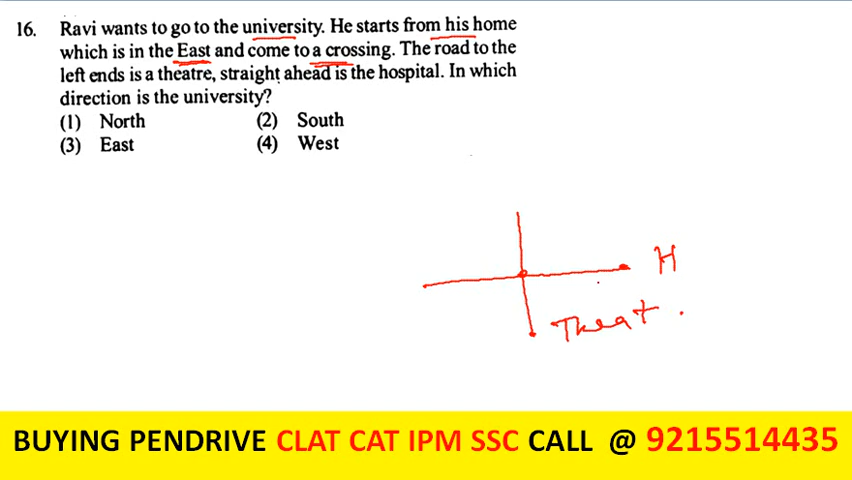 16. Ravi wants to go to the university. He starts from his home
which is in the East and come to a crossing. The road to the
left ends is a theatre, straight ahead is the hospital. In which
direction is the university?
(1) North (2) South
(3) East (4) West
H
Theat.
BUYING PENDRIVE CLAT CAT IPM SSC CALL @ 9215514435